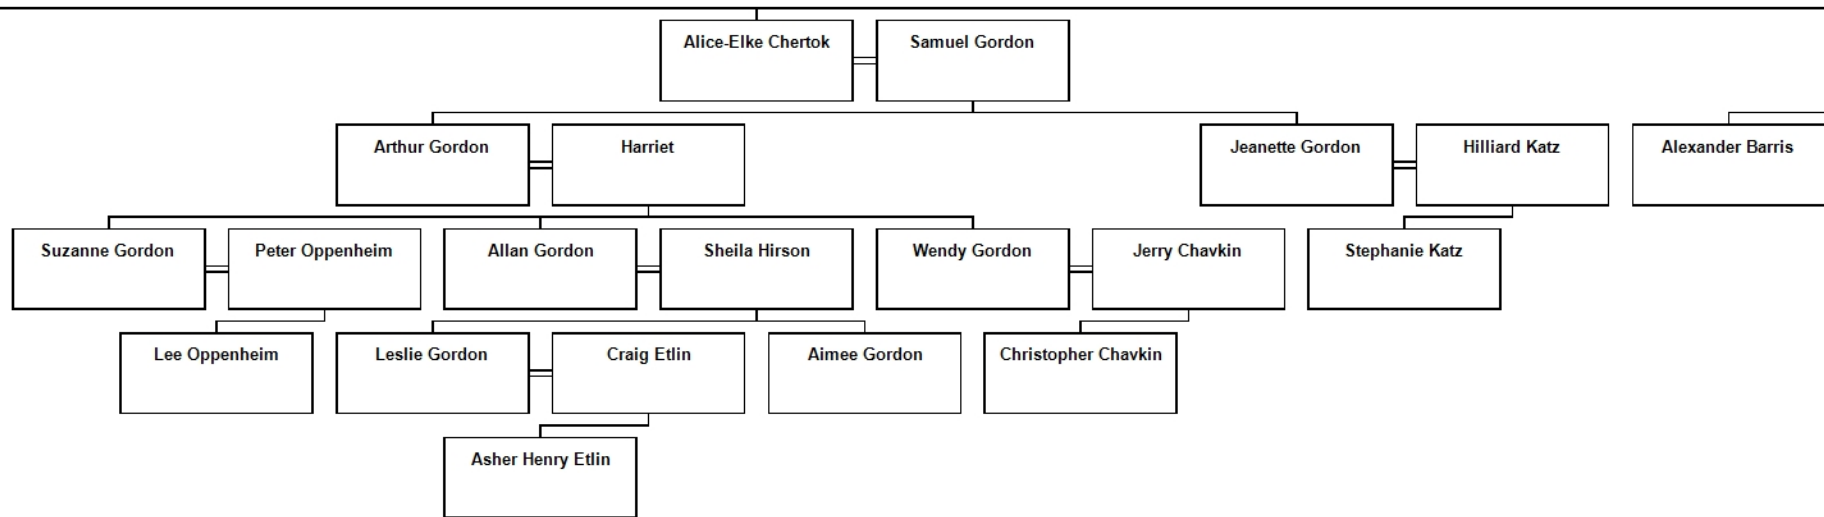 Alice-Elke Chertok
Samuel Gordon
Arthur Gordon
Harriet
Jeanette Gordon
Hilliard Katz
Alexander Barris
Suzanne Gordon
Peter Oppenheim
Allan Gordon
Sheila Hirson
Wendy Gordon
Jerry Chavkin
Stephanie Katz
Lee Oppenheim
Leslie Gordon
Craig Etlin
Aimee Gordon
Christopher Chavkin
Asher Henry Etlin